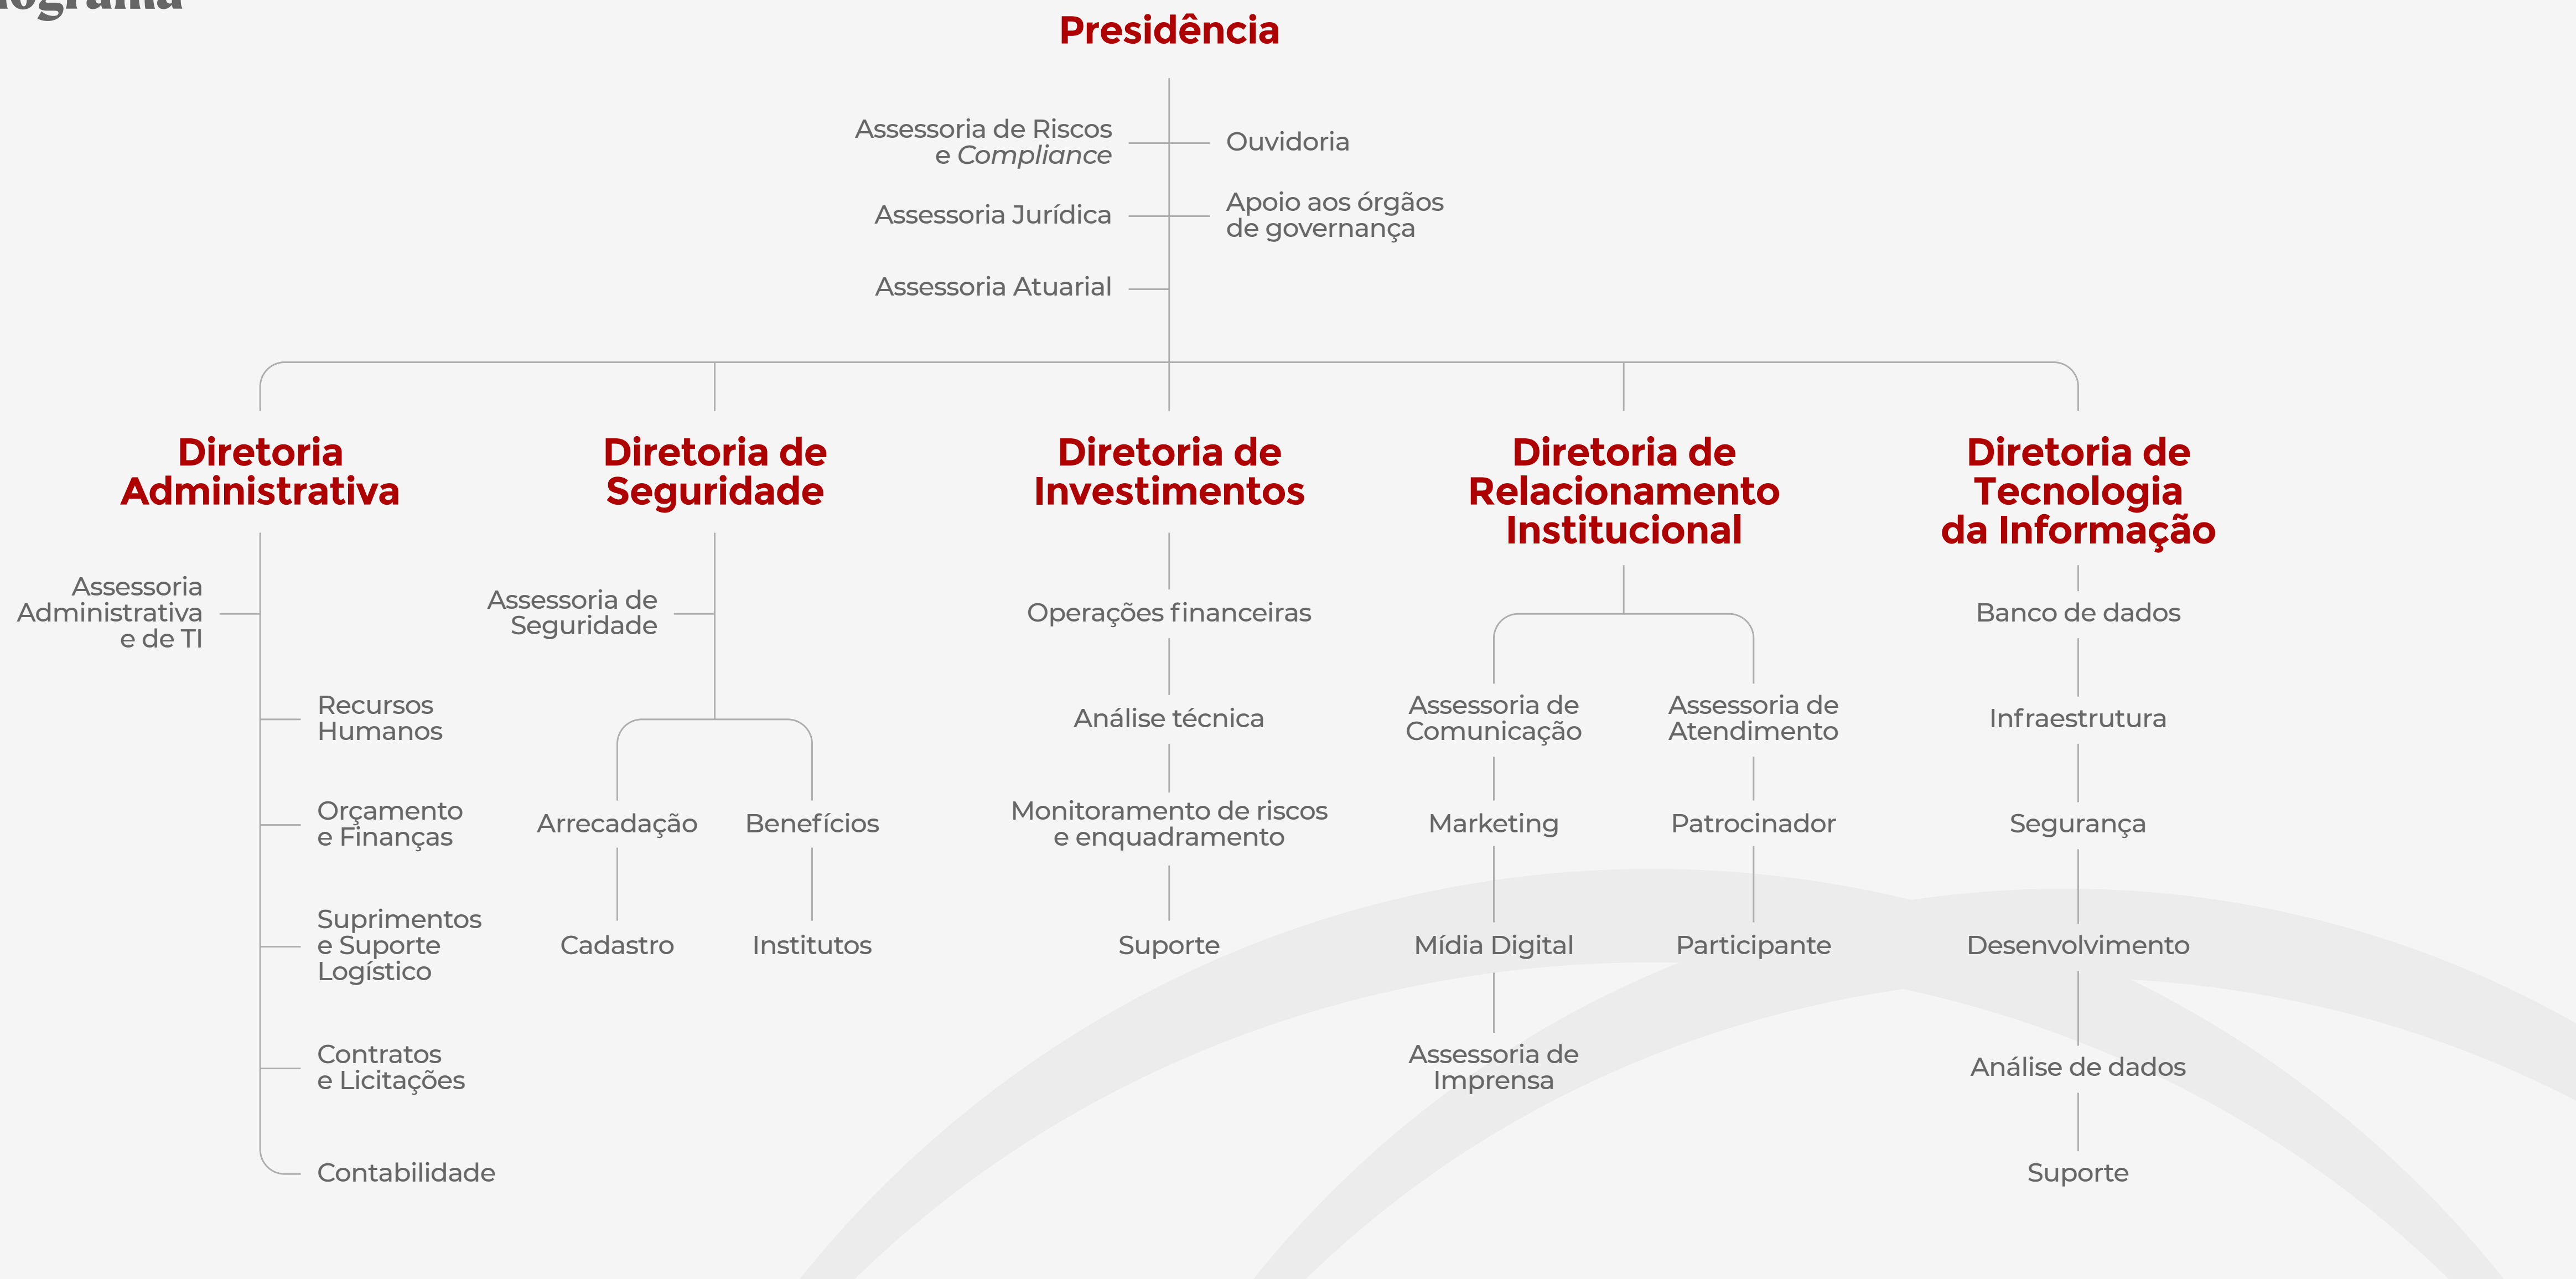 Presidência
Assessoria de Riscos
e Compliance
Ouvidoria
Assessoria Jurídica
Apoio aos órgãos
de governança
Assessoria Atuarial
Diretoria
Administrativa
Assessoria
Administrativa
e de TI
Recursos
Humanos
Orçamento
e Finanças
Suprimentos
e Suporte
Logístico
Contratos
e Licitações
Contabilidade
Diretoria de
Seguridade
Assessoria de
Seguridade
Arrecadação
Cadastro
Benefícios
Institutos
Diretoria de
Investimentos
Operações financeiras
Análise técnica
Monitoramento de riscos
e enquadramento
Suporte
Diretoria de
Relacionamento
Institucional
Assessoria de
Comunicação
Marketing
Mídia Digital
Assessoria de
Imprensa
Assessoria de
Atendimento
Patrocinador
Participante
Diretoria de
Tecnologia
da Informação
Banco de dados
Infraestrutura
Segurança
Desenvolvimento
Análise de dados
Suporte